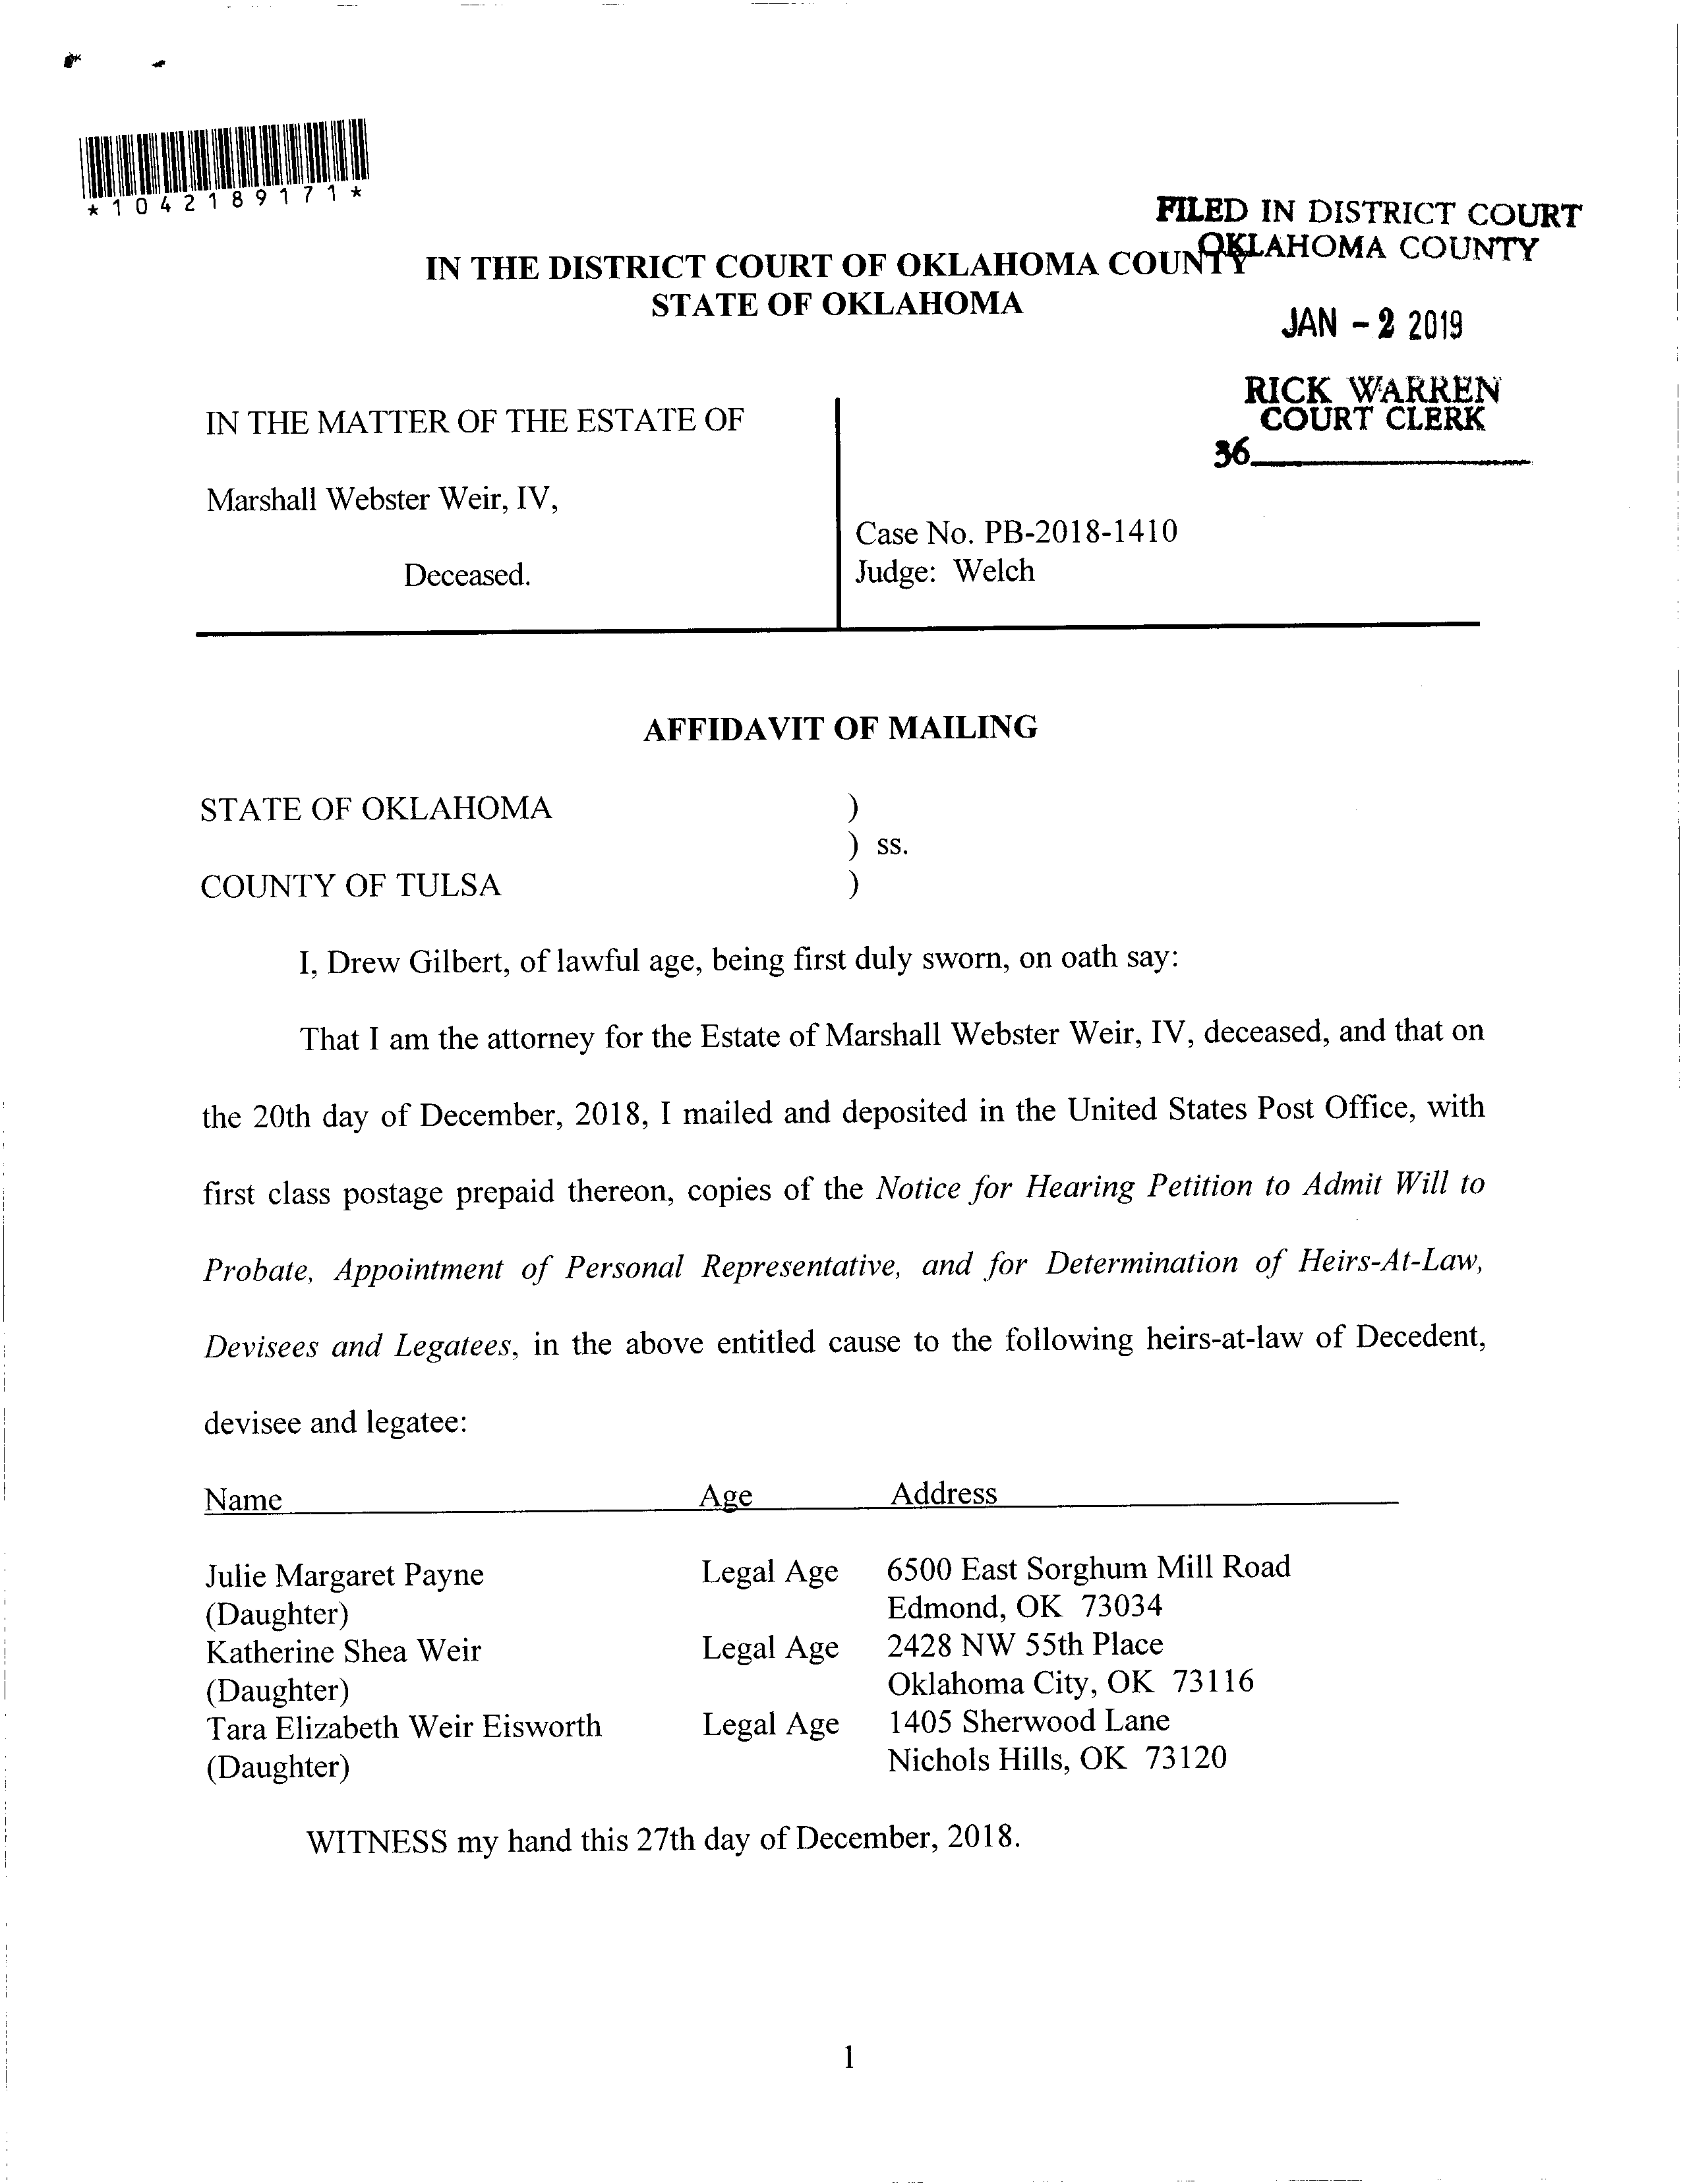 *1042189171*
FILED IN DISTRICT COURT
OKLAHOMA COUNTY
IN THE DISTRICT COURT OF OKLAHOMA COUNTY
STATE OF OKLAHOMA
JAN - 2 2019
RICK WARREN
COURT CLERK
36
IN THE MATTER OF THE ESTATE OF
Marshall Webster Weir, IV,
Deceased.
Case No. PB-2018-1410
Judge: Welch
AFFIDAVIT OF MAILING
STATE OF OKLAHOMA )
) ss.
COUNTY OF TULSA )
I, Drew Gilbert, of lawful age, being first duly sworn, on oath say:
That I am the attorney for the Estate of Marshall Webster Weir, IV, deceased, and that on
the 20th day of December, 2018, I mailed and deposited in the United States Post Office, with
first class postage prepaid thereon, copies of the Notice for Hearing Petition to Admit Will to
Probate, Appointment of Personal Representative, and for Determination of Heirs-At-Law,
Devisees and Legatees, in the above entitled cause to the following heirs-at-law of Decedent,
devisee and legatee:
Name Age Address
Julie Margaret Payne Legal Age 6500 East Sorghum Mill Road
(Daughter) Edmond, OK 73034
Katherine Shea Weir Legal Age 2428 NW 55th Place
(Daughter) Oklahoma City, OK 73116
Tara Elizabeth Weir Eisworth Legal Age 1405 Sherwood Lane
(Daughter) Nichols Hills, OK 73120
WITNESS my hand this 27th day of December, 2018.
1